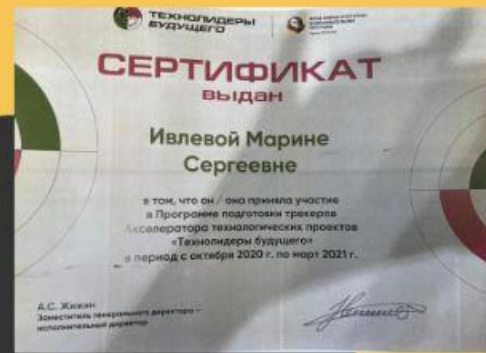 ТЕХНОЛИДЕРЫ
БУДУЩЕГО
СЕРТИФИКАТ
выдан
Ивлевой Марине
Сергеевне
в том, что он / она приняла участие
в Программе подготовки трекеров
Акселератора технологических проектов
«Технолидеры будущего»
в период с октября 2020 г. по март 2021 г.
А.С. Жижин
Заместитель генерального директора –
исполнительный директор